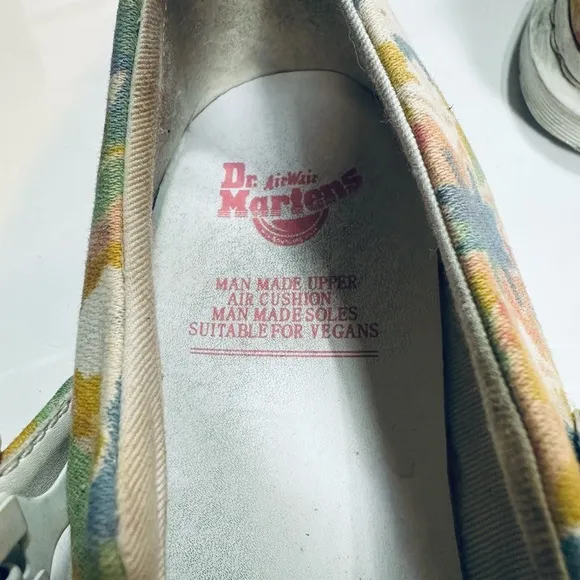 Dr. AirWair
Martens
MAN MADE UPPER
AIR CUSHION
MAN MADE SOLES
SUITABLE FOR VEGANS